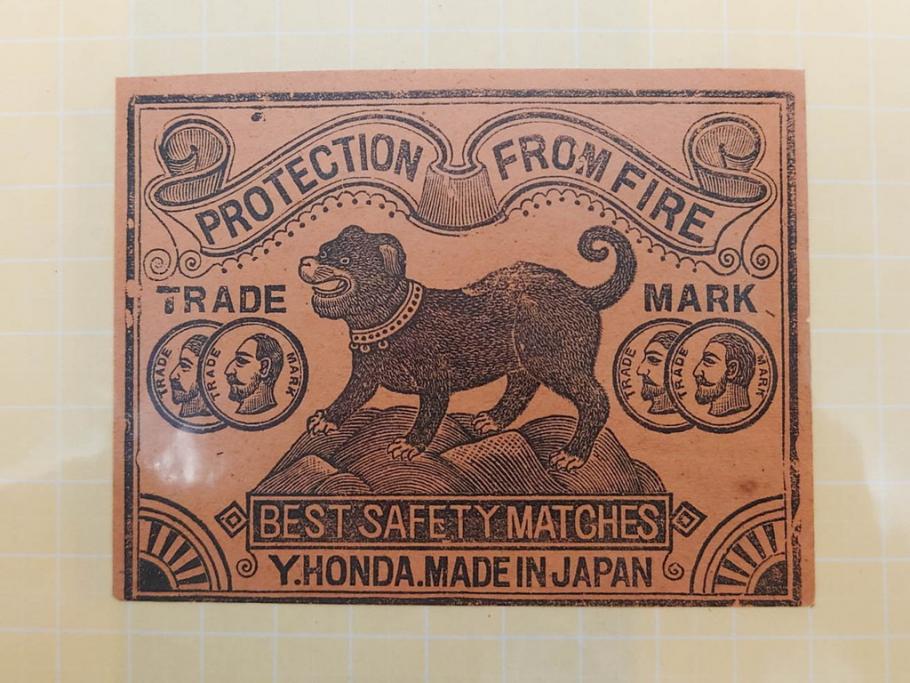 PROTECTION FROM FIRE
TRADE MARK
TRADE TRADE MARK
TRADE TRADE MARK
BEST SAFETY MATCHES
Y.HONDA.MADE IN JAPAN